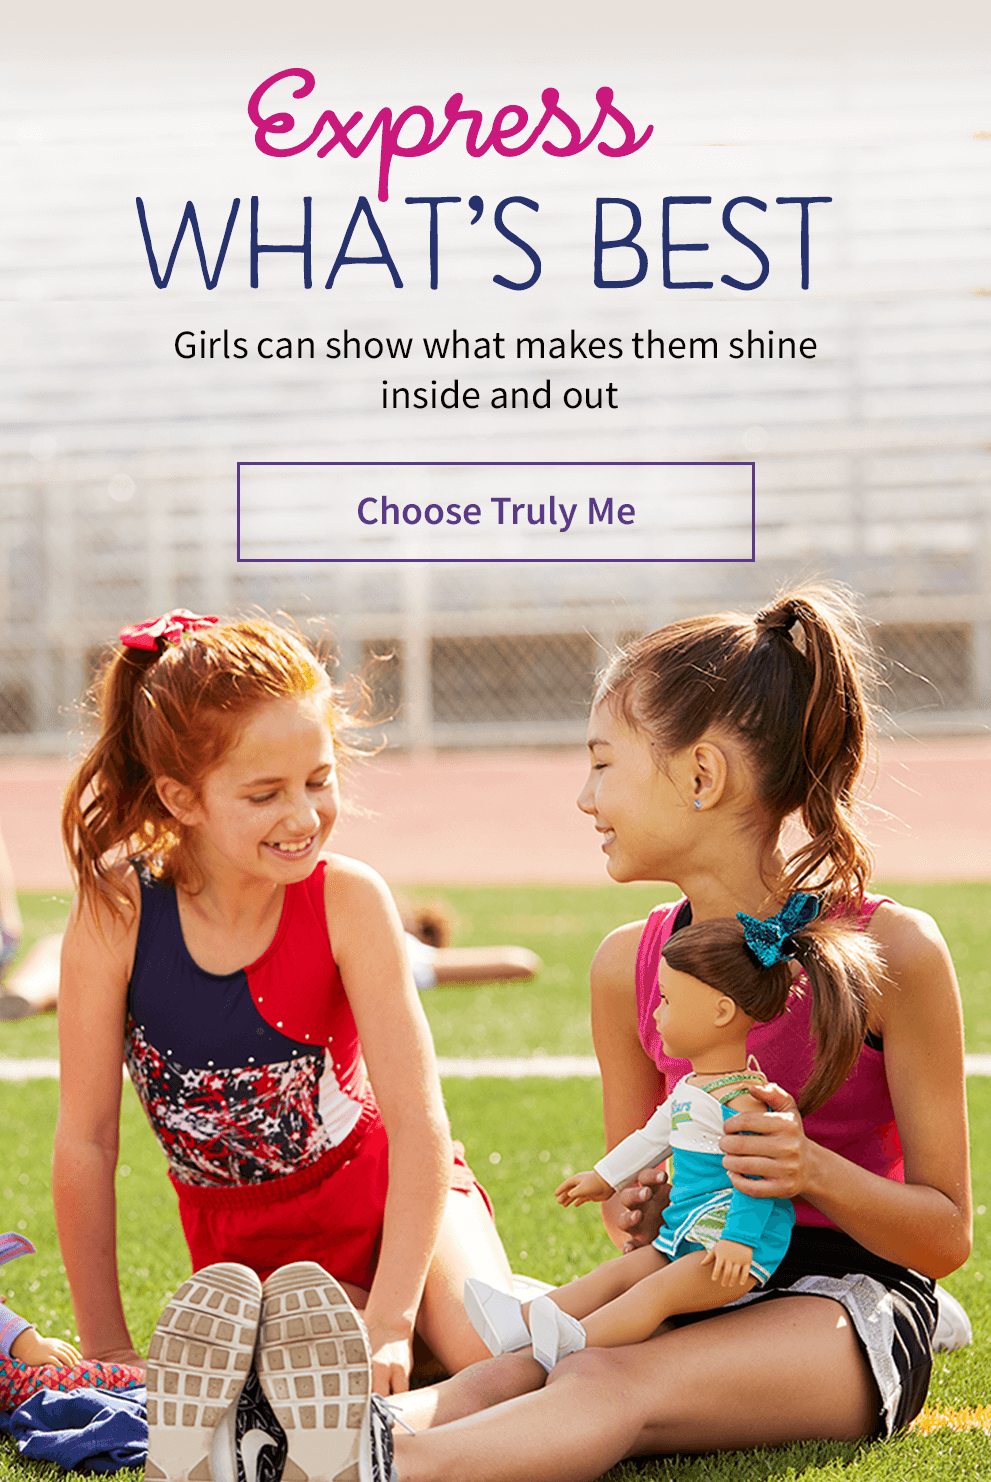 Express
WHAT'S BEST
Girls can show what makes them shine
inside and out
Choose Truly Me